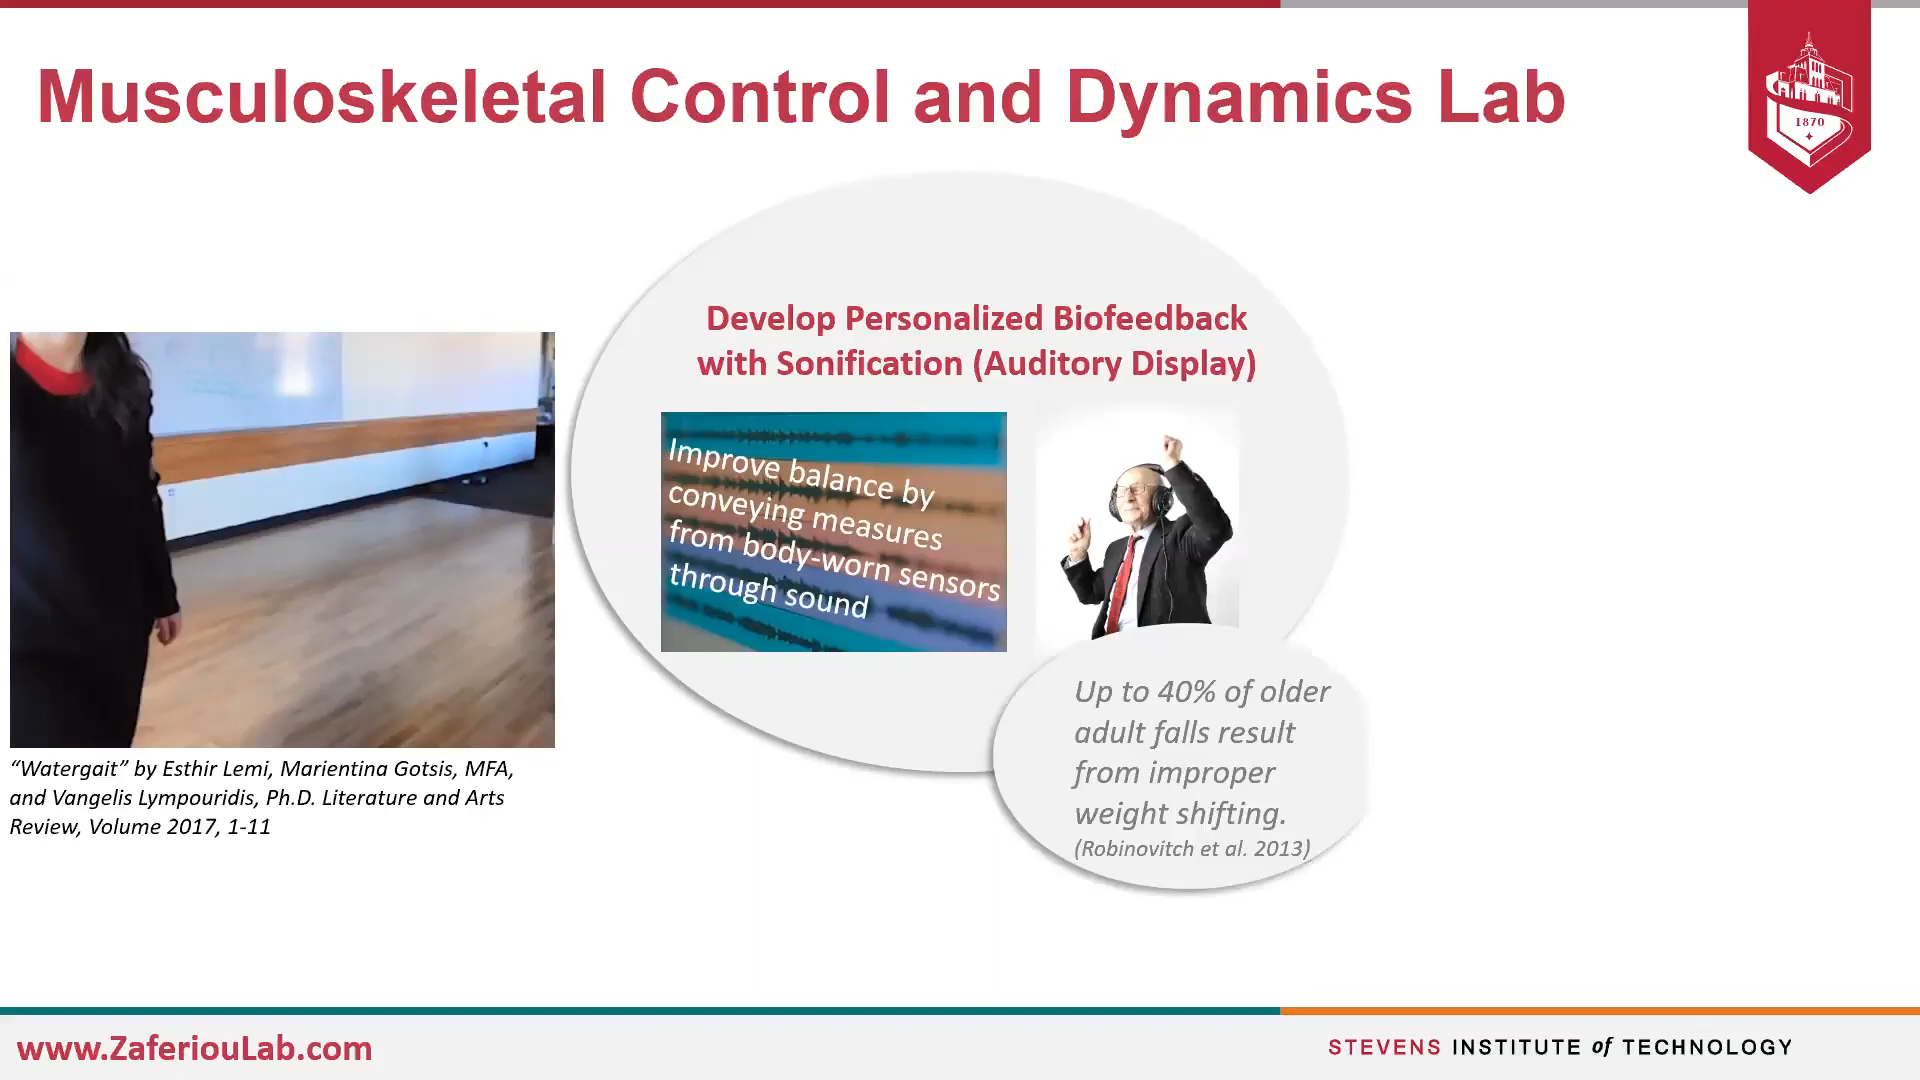 Musculoskeletal Control and Dynamics Lab
1870
Develop Personalized Biofeedback
with Sonification (Auditory Display)
Improve balance by
conveying measures
from body-worn sensors
through sound
Up to 40% of older
adult falls result
from improper
weight shifting.
(Robinovitch et al. 2013)
“Watergait” by Esthir Lemi, Marientina Gotsis, MFA,
and Vangelis Lympouridis, Ph.D. Literature and Arts
Review, Volume 2017, 1-11
www.ZaferiouLab.com
STEVENS INSTITUTE of TECHNOLOGY